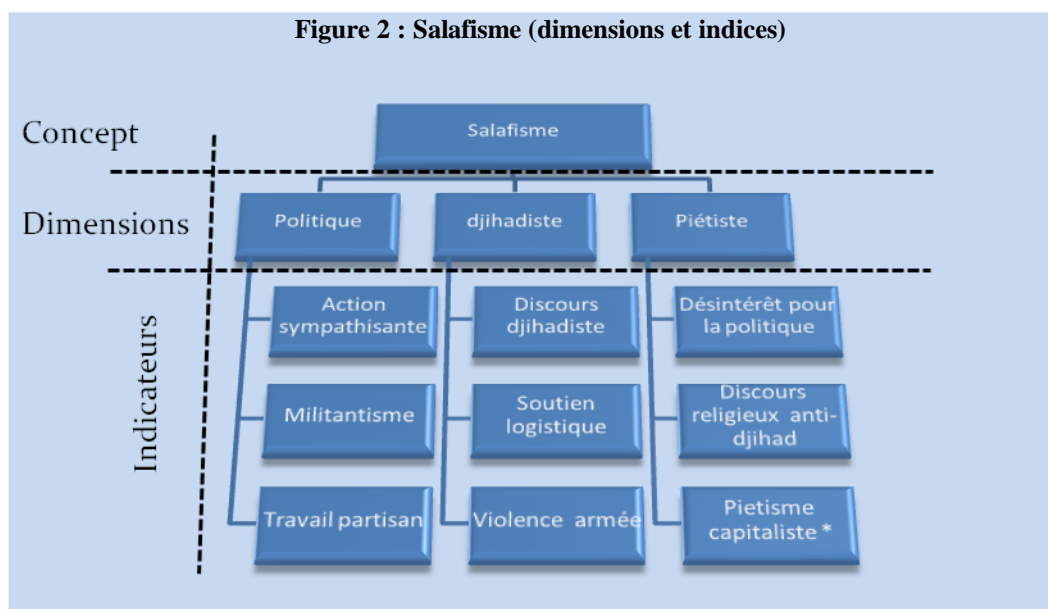 Figure 2 : Salafisme (dimensions et indices)
Concept
Salafisme
Dimensions
Politique
djihadiste
Piétiste
Indicateurs
Action
sympathisante
Discours
djihadiste
Désintérêt pour
la politique
Militantisme
Soutien
logistique
Discours
religieux anti-
djihad
Travail partisan
Violence armée
Pietisme
capitaliste *